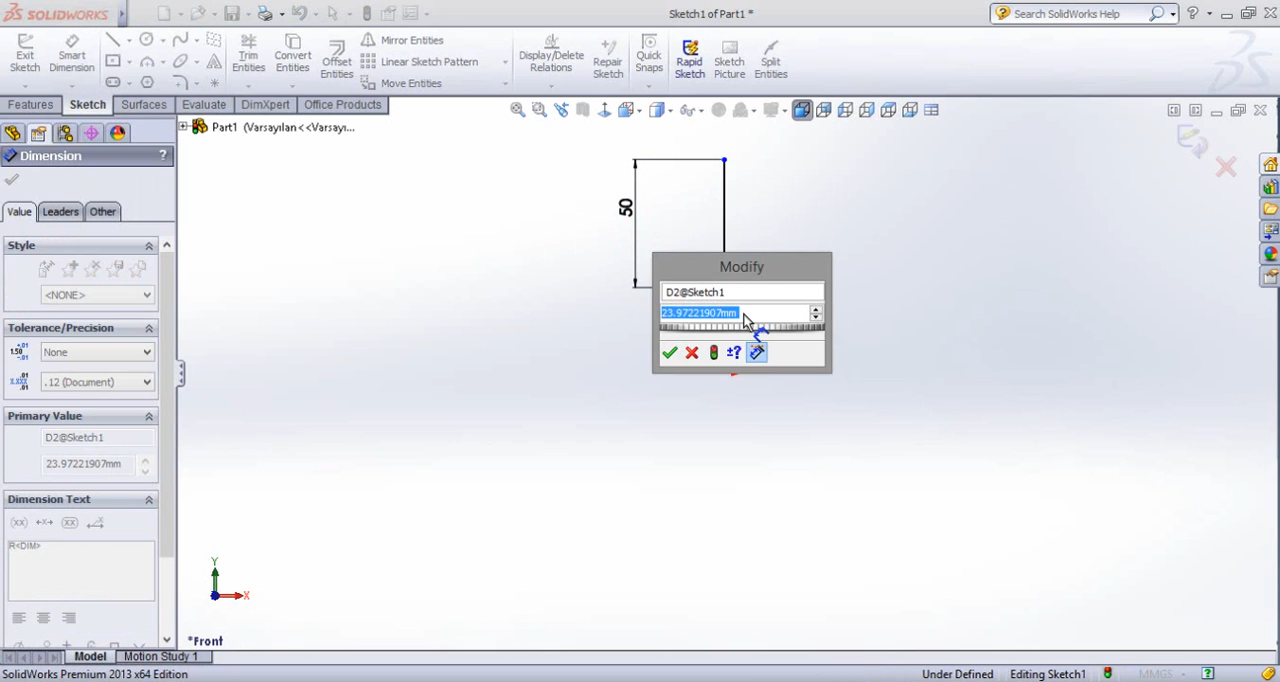 SOLIDWORKS
Sketch1 of Part1 *
Search SolidWorks Help
Exit Sketch
Smart Dimension
Trim Entities
Convert Entities
Offset Entities
Mirror Entities
Linear Sketch Pattern
Move Entities
Display/Delete Relations
Repair Sketch
Quick Snaps
Rapid Sketch
Sketch Picture
Split Entities
Features
Sketch
Surfaces
Evaluate
DimXpert
Office Products
Part1 (Varsayılan<<Varsayı...
Dimension
?
Value
Leaders
Other
Style
<NONE>
Tolerance/Precision
None
.12 (Document)
Primary Value
D2@Sketch1
23.97221907mm
Dimension Text
R<DIM>
50
Modify
D2@Sketch1
23.97221907mm
Y
X
*Front
Model
Motion Study 1
SolidWorks Premium 2013 x64 Edition
Under Defined
Editing Sketch1
MMGS